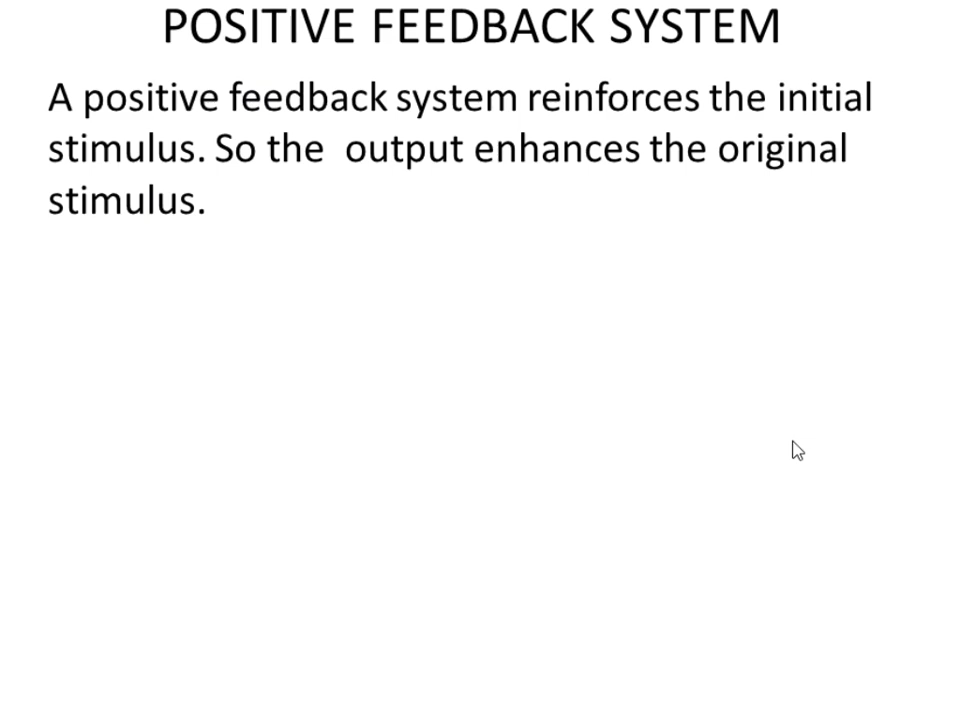 POSITIVE FEEDBACK SYSTEM
A positive feedback system reinforces the initial
stimulus. So the  output enhances the original
stimulus.